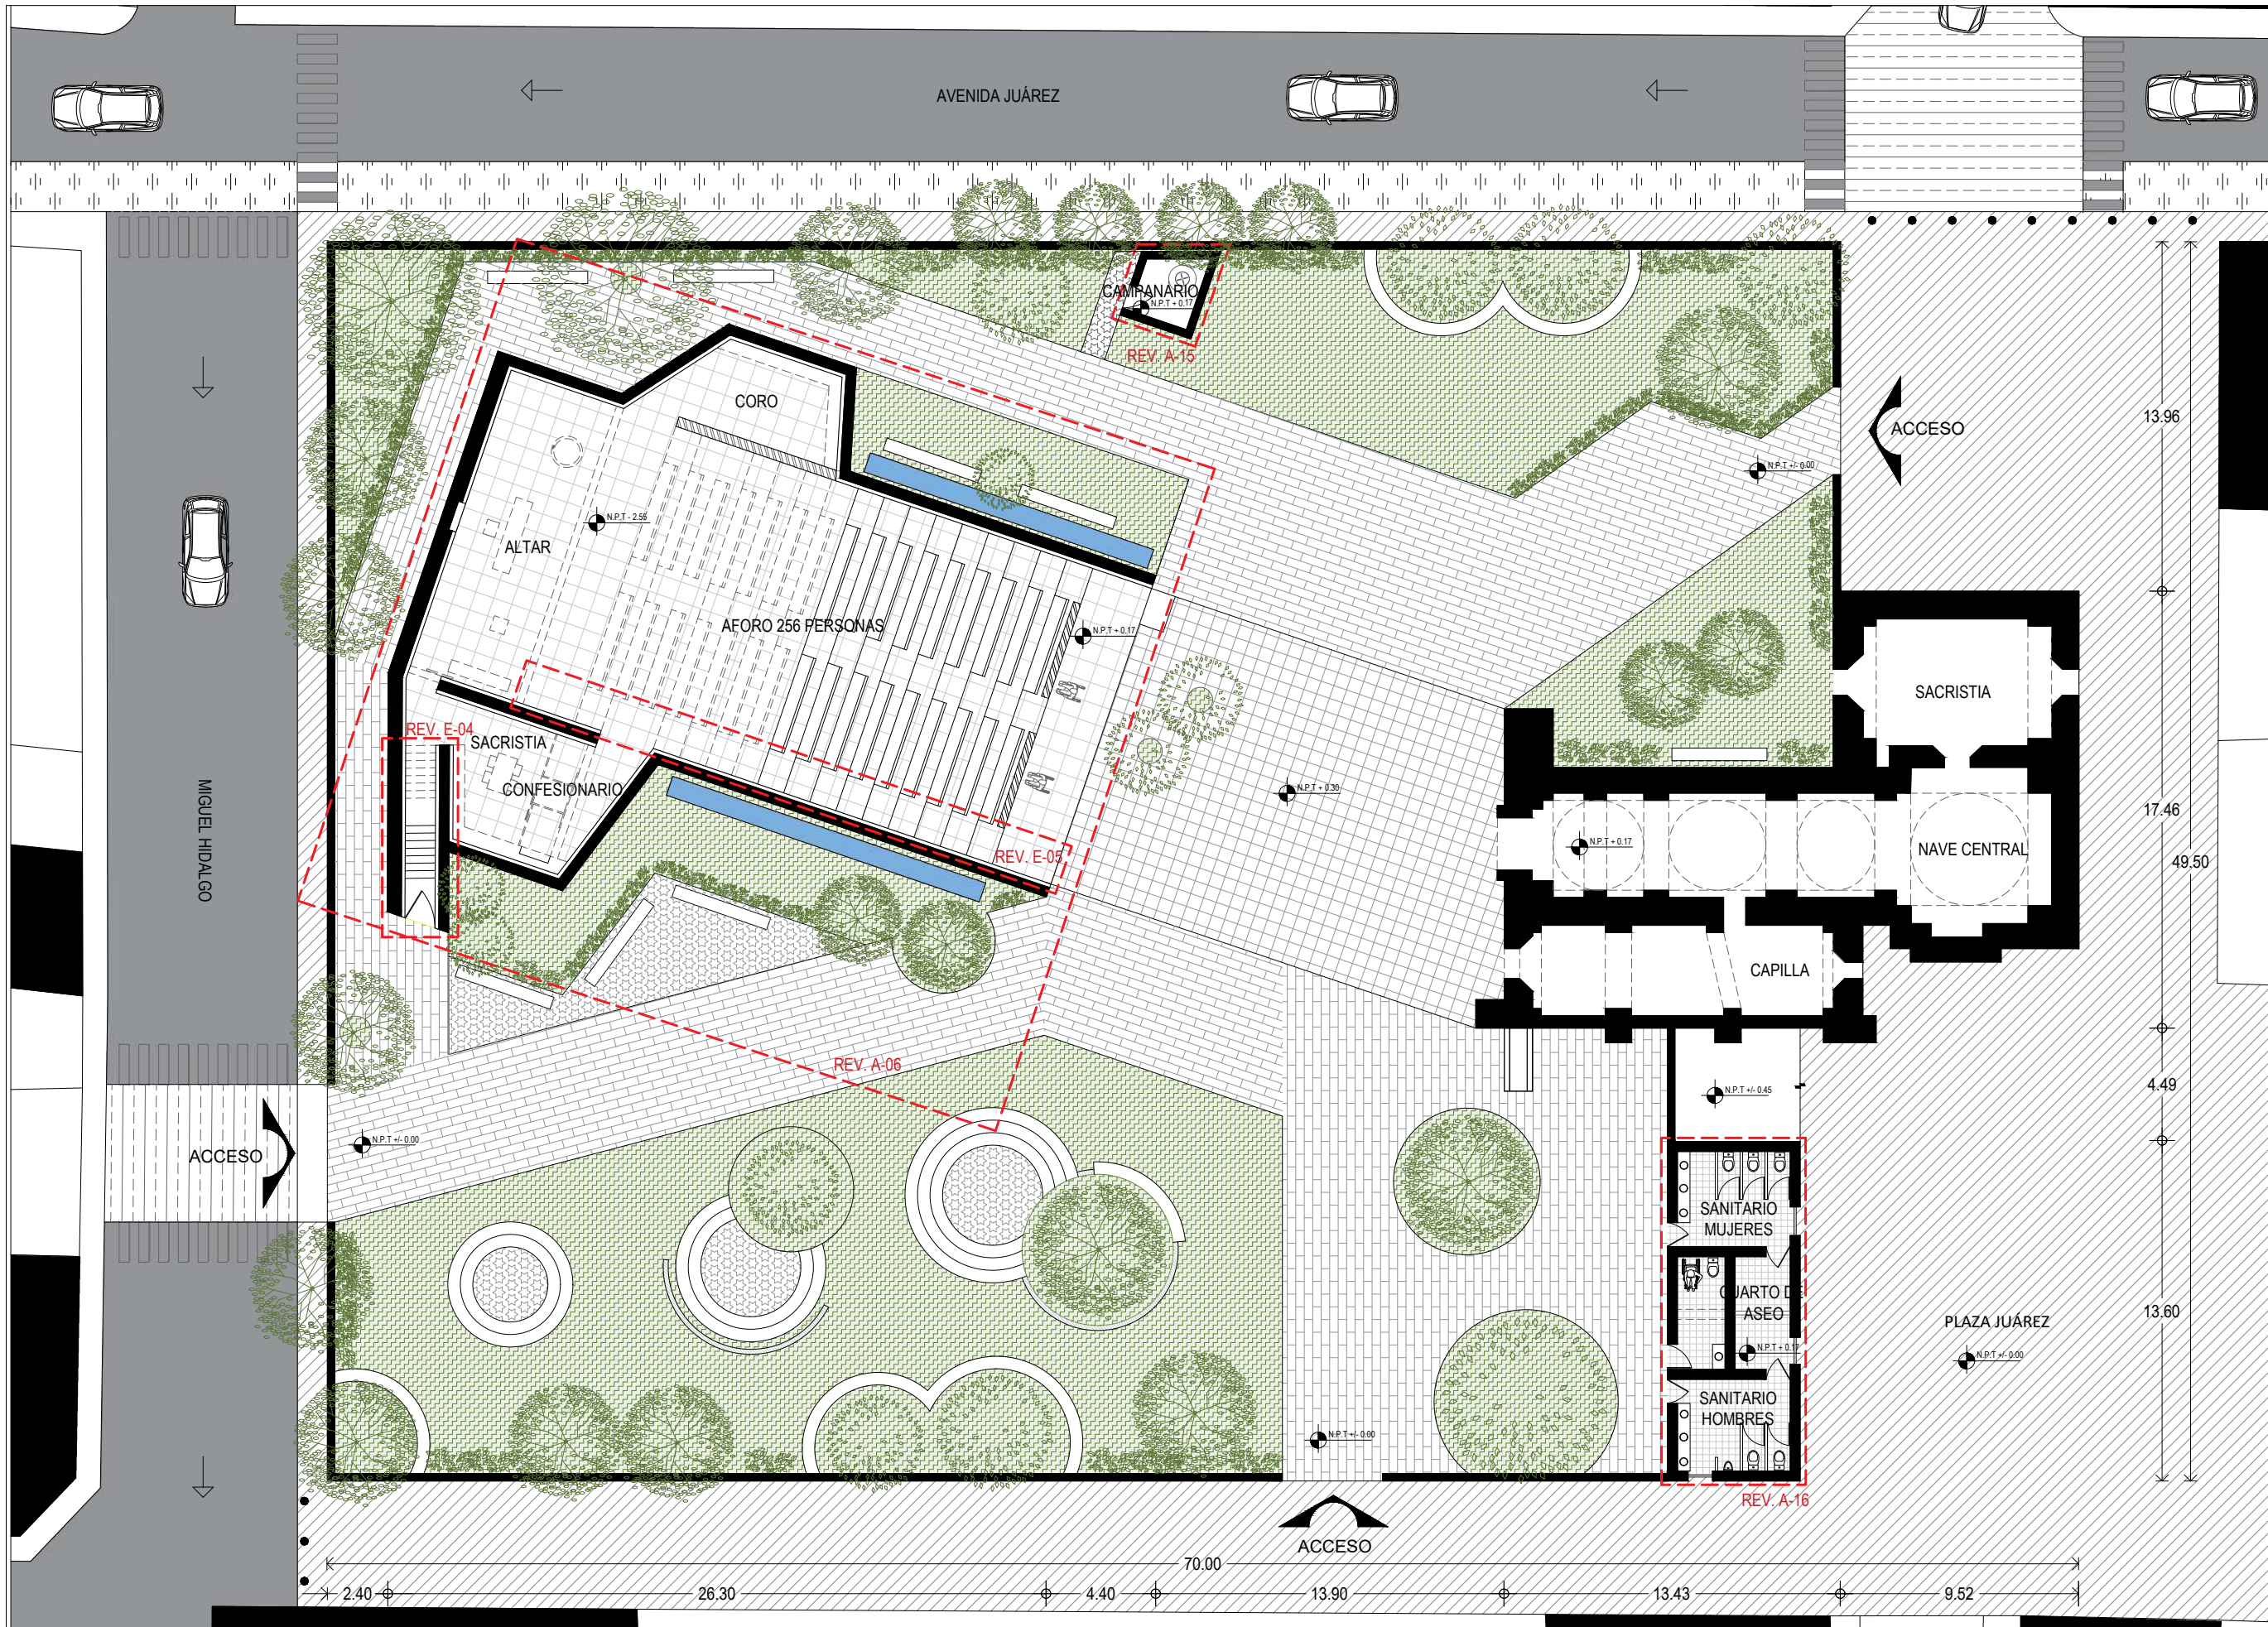 AVENIDA JUÁREZ
CAMPANARIO
N.P.T + 0.17
REV. A-15
CORO
13.96
ACCESO
N.P.T +/- 0.00
N.P.T - 2.55
ALTAR
AFORO 256 PERSONAS
N.P.T + 0.17
SACRISTIA
REV. E-04
SACRISTIA
CONFESIONARIO
N.P.T + 0.30
MIGUEL HIDALGO
REV. E-05
N.P.T + 0.17
NAVE CENTRAL
17.46
49.50
CAPILLA
REV. A-06
N.P.T +/- 0.45
4.49
N.P.T +/- 0.00
ACCESO
SANITARIO
MUJERES
CUARTO DE
ASEO
N.P.T + 0.17
13.60
PLAZA JUÁREZ
N.P.T +/- 0.00
SANITARIO
HOMBRES
N.P.T +/- 0.00
REV. A-16
ACCESO
70.00
2.40
26.30
4.40
13.90
13.43
9.52